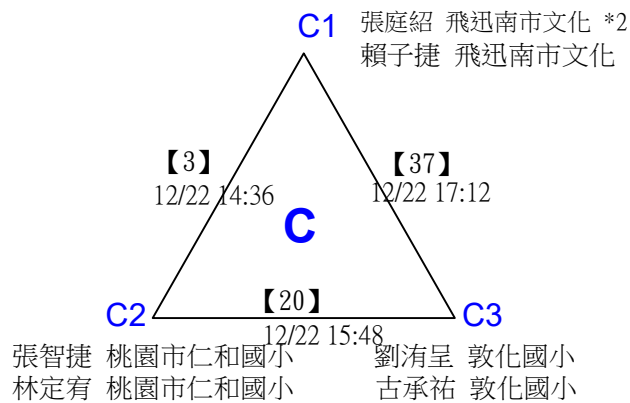 C1
張庭紹 飛迅南市文化 *2
賴子捷 飛迅南市文化
【3】
12/22 14:36
【37】
12/22 17:12
C
C2
【20】
12/22 15:48
C3
張智捷 桃園市仁和國小
林定宥 桃園市仁和國小
劉洧呈 敦化國小
古承祐 敦化國小